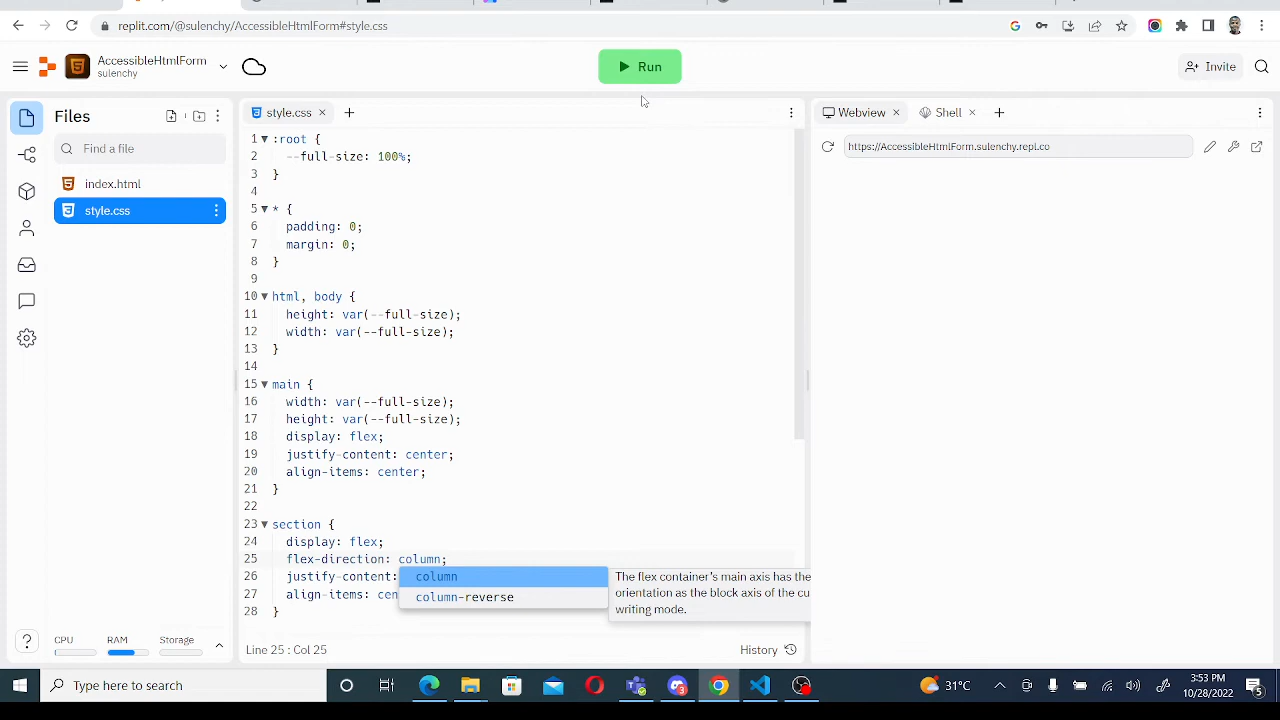 replit.com/@sulenchy/AccessibleHtmlForm#style.css
AccessibleHtmlForm
sulenchy
Run
Invite
Files
Find a file
index.html
style.css
style.css
1 :root {
2 --full-size: 100%;
3 }
4
5 * {
6 padding: 0;
7 margin: 0;
8 }
9
10 html, body {
11 height: var(--full-size);
12 width: var(--full-size);
13 }
14
15 main {
16 width: var(--full-size);
17 height: var(--full-size);
18 display: flex;
19 justify-content: center;
20 align-items: center;
21 }
22
23 section {
24 display: flex;
25 flex-direction: column;
26 justify-content:
27 align-items: cen
28 }
column
column-reverse
The flex container's main axis has the
orientation as the block axis of the cu
writing mode.
Line 25 : Col 25
History
Webview
Shell
https://AccessibleHtmlForm.sulenchy.repl.co
CPU
RAM
Storage
?
Type here to search
31°C
3:53 PM
10/28/2022